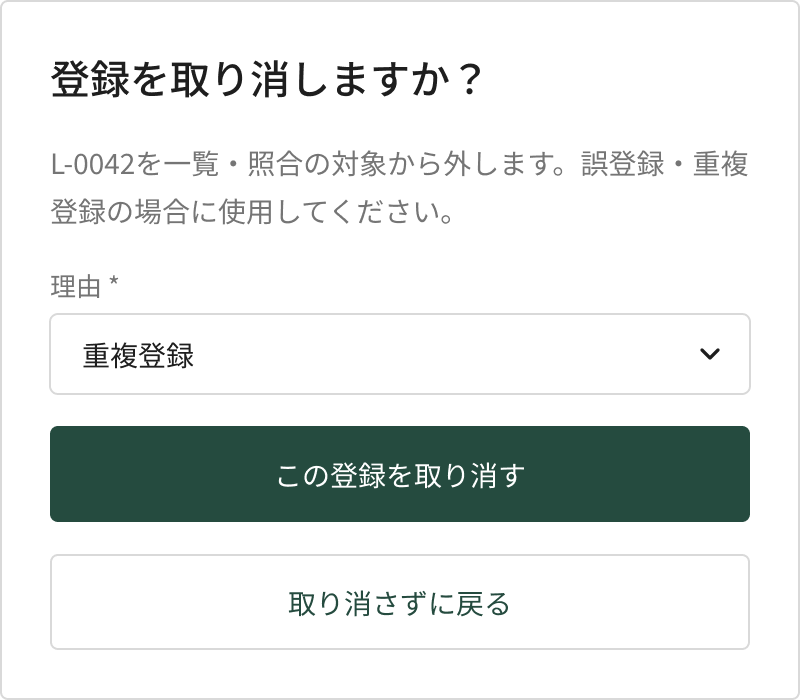 登録を取り消しますか？
L-0042を一覧・照合の対象から外します。誤登録・重複
登録の場合に使用してください。
理由 *
重複登録
この登録を取り消す
取り消さずに戻る